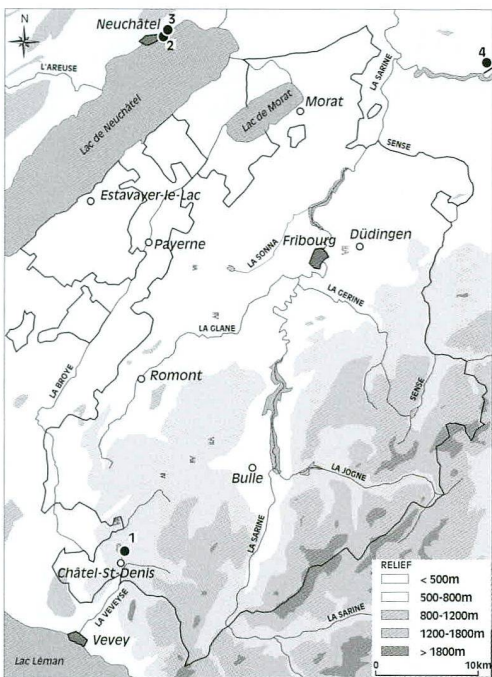 N
Neuchâtel
3
2
4
L'AREUSE
LA SARINE
Lac de Neuchâtel
Lac de Morat
Morat
SENSE
Estavayer-le-Lac
Payerne
LA SONNA
Fribourg
Düdingen
LA GERINE
LA GLANE
LA BROYE
Romont
SENSE
Bulle
LA JOGNE
LA SARINE
1
Châtel-St-Denis
LA VEVEYSE
Vevey
Lac Léman
LA SARINE
RELIEF
< 500m
500-800m
800-1200m
1200-1800m
> 1800m
0
10km